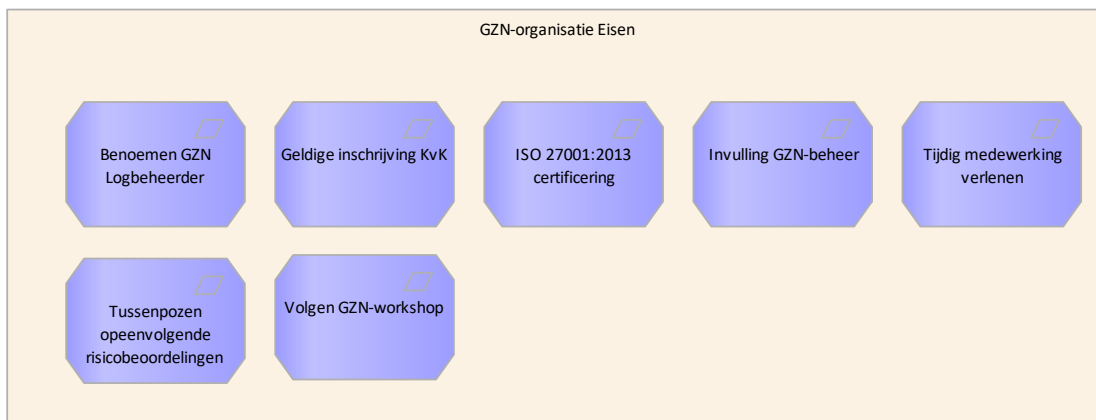 GZN-organisatie Eisen
Benoemen GZN
Logbeheerder
Geldige inschrijving KvK
ISO 27001:2013
certificering
Invulling GZN-beheer
Tijdig medewerking
verlenen
Tussenpozen
opeenvolgende
risicobeoordelingen
Volgen GZN-workshop